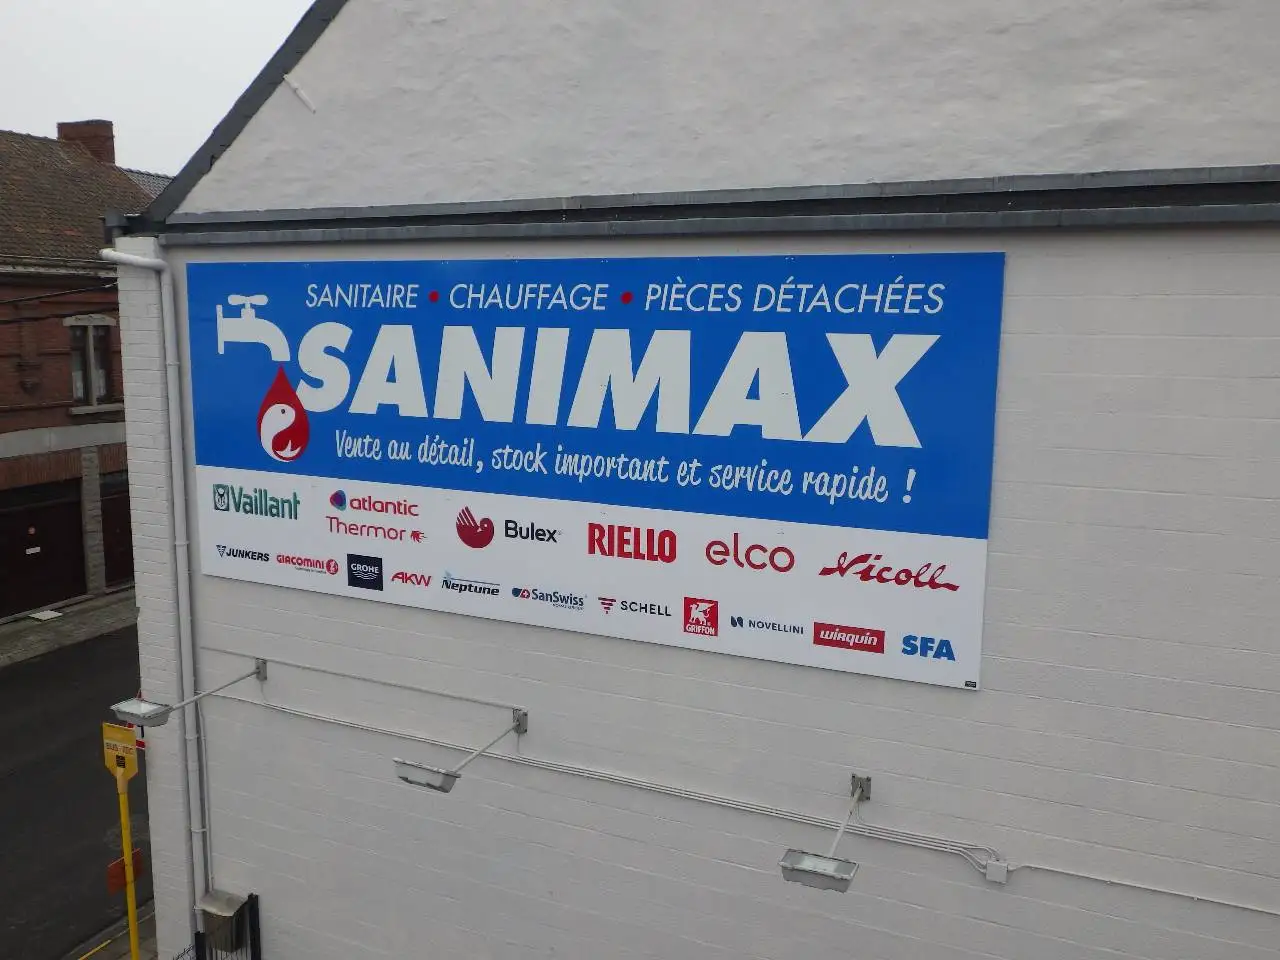 SANITAIRE • CHAUFFAGE • PIÈCES DÉTACHÉES
SANIMAX
Vente au détail, stock important et service rapide !
Vaillant
atlantic
Thermor
Bulex
RIELLO
elco
Nicoll
JUNKERS
GIACOMINI
GROHE
AKW
Neptune
SanSwiss
SCHELL
GRIFFON
NOVELLINI
wirquin
SFA
BUS